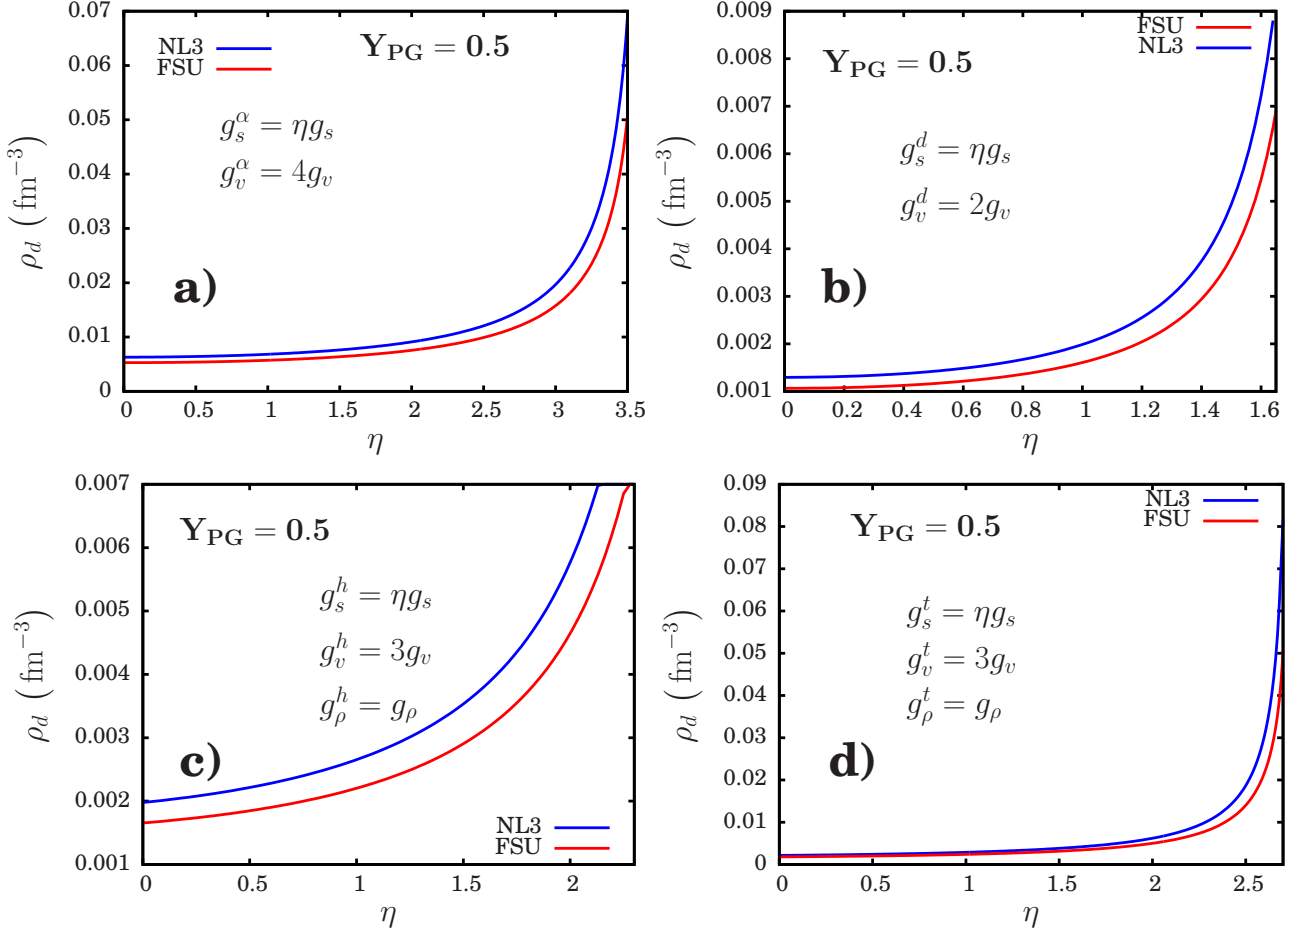 0.07
0.06
0.05
0.04
0.03
0.02
0.01
0
ρ_d ( fm^{−3})
NL3
FSU
Y_PG = 0.5
g_s^α = ηg_s
g_v^α = 4g_v
a)
0 0.5 1 1.5 2 2.5 3 3.5
η
0.009
0.008
0.007
0.006
0.005
0.004
0.003
0.002
0.001
ρ_d ( fm^{−3})
FSU
NL3
Y_PG = 0.5
g_s^d = ηg_s
g_v^d = 2g_v
b)
0 0.2 0.4 0.6 0.8 1 1.2 1.4 1.6
η
0.007
0.006
0.005
0.004
0.003
0.002
0.001
ρ_d ( fm^{−3})
Y_PG = 0.5
g_s^h = ηg_s
g_v^h = 3g_v
g_ρ^h = g_ρ
c)
NL3
FSU
0 0.5 1 1.5 2
η
0.09
0.08
0.07
0.06
0.05
0.04
0.03
0.02
0.01
0
ρ_d ( fm^{−3})
NL3
FSU
Y_PG = 0.5
g_s^t = ηg_s
g_v^t = 3g_v
g_ρ^t = g_ρ
d)
0 0.5 1 1.5 2 2.5
η